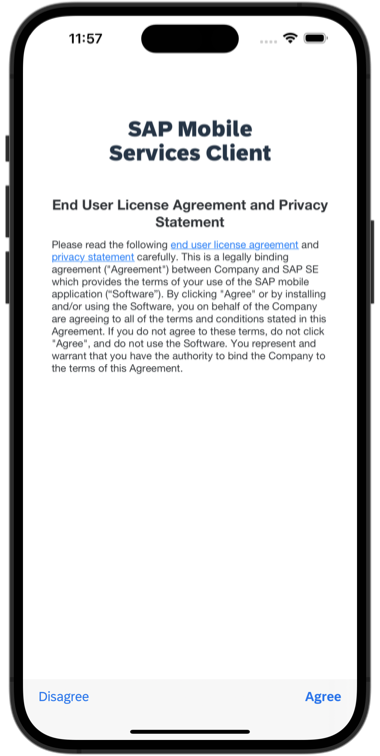 11:57
SAP Mobile
Services Client
End User License Agreement and Privacy
Statement
Please read the following end user license agreement and
privacy statement carefully. This is a legally binding
agreement ("Agreement") between Company and SAP SE
which provides the terms of your use of the SAP mobile
application (“Software”). By clicking "Agree" or by installing
and/or using the Software, you on behalf of the Company
are agreeing to all of the terms and conditions stated in this
Agreement. If you do not agree to these terms, do not click
"Agree", and do not use the Software. You represent and
warrant that you have the authority to bind the Company to
the terms of this Agreement.
Disagree Agree